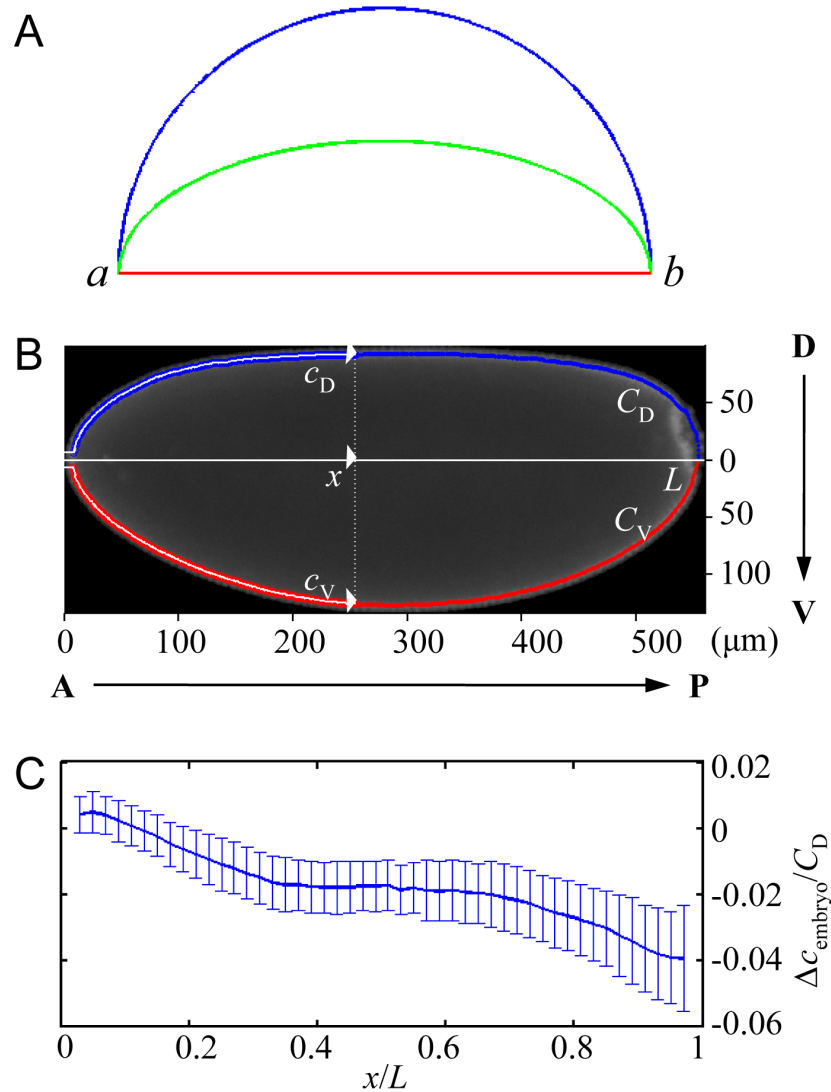 A
a b
B
D
c_D C_D
50
x L
0
C_V
50
c_V
100
V
0 100 200 300 400 500 (μm)
A P
C
0.02
0
-0.02
-0.04
-0.06
Δc_embryo/C_D
0 0.2 0.4 0.6 0.8 1
x/L